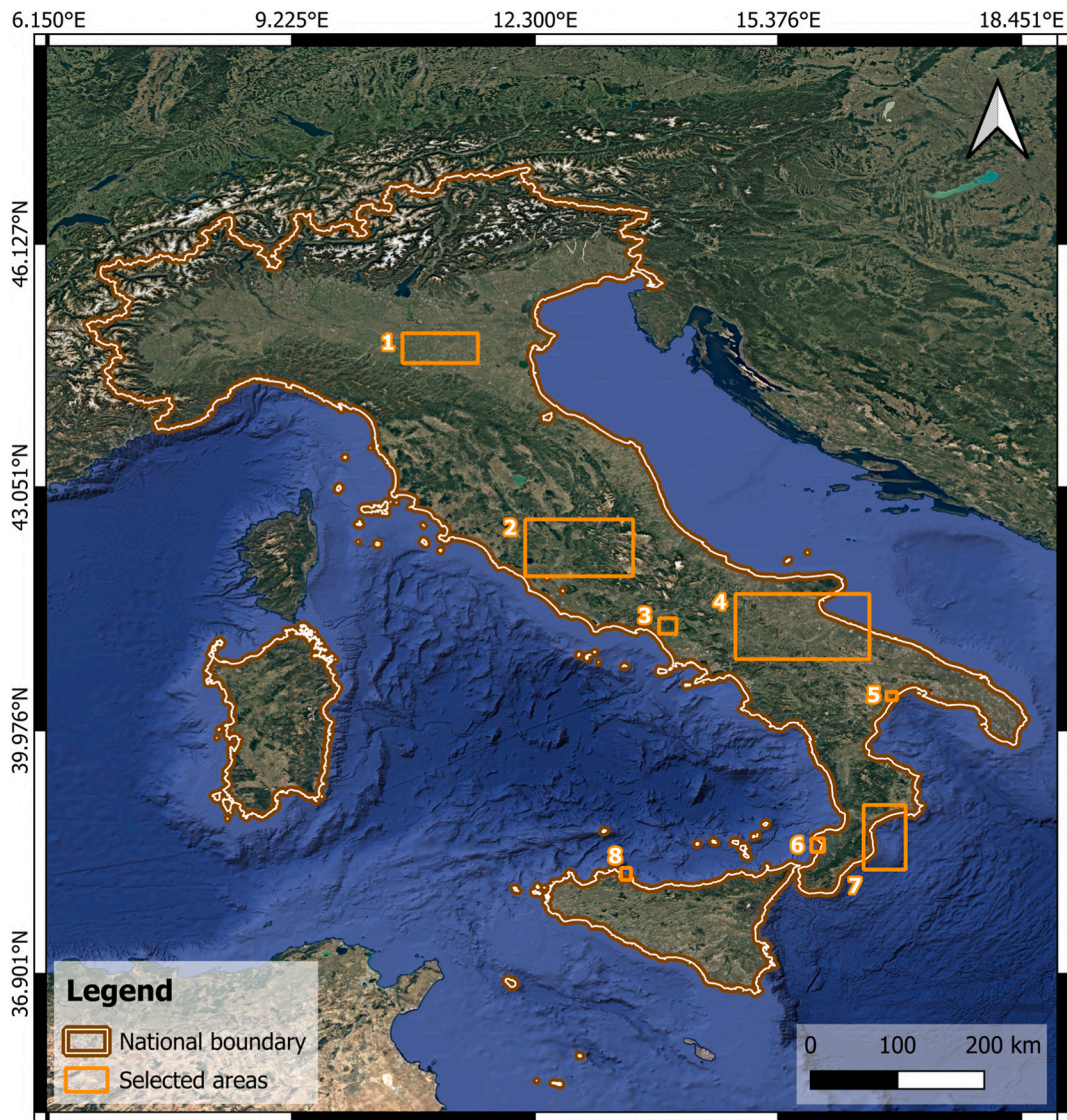 6.150°E 9.225°E 12.300°E 15.376°E 18.451°E
46.127°N
1
43.051°N
2
3
4
5
39.976°N
6
8
7
36.901°N
Legend
National boundary
Selected areas
0 100 200 km